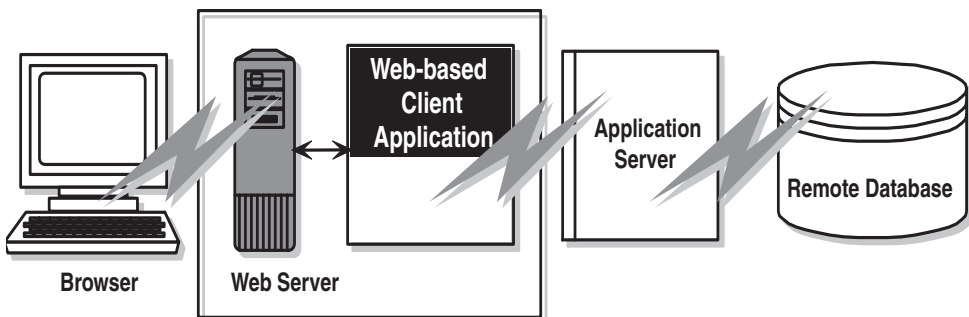 Web-based
Client
Application
Application
Server
Remote Database
Browser
Web Server